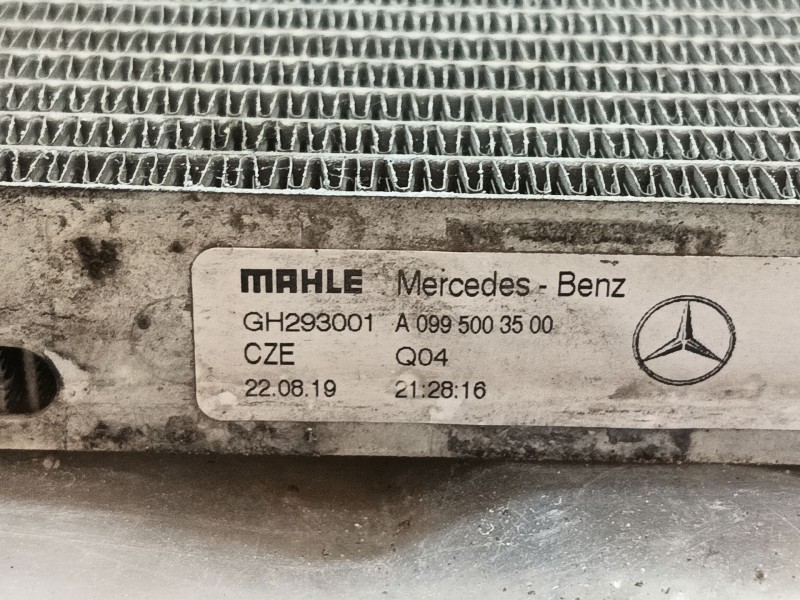 MAHLE Mercedes - Benz
GH293001 A 099 500 35 00
CZE Q04
22.08.19 21:28:16